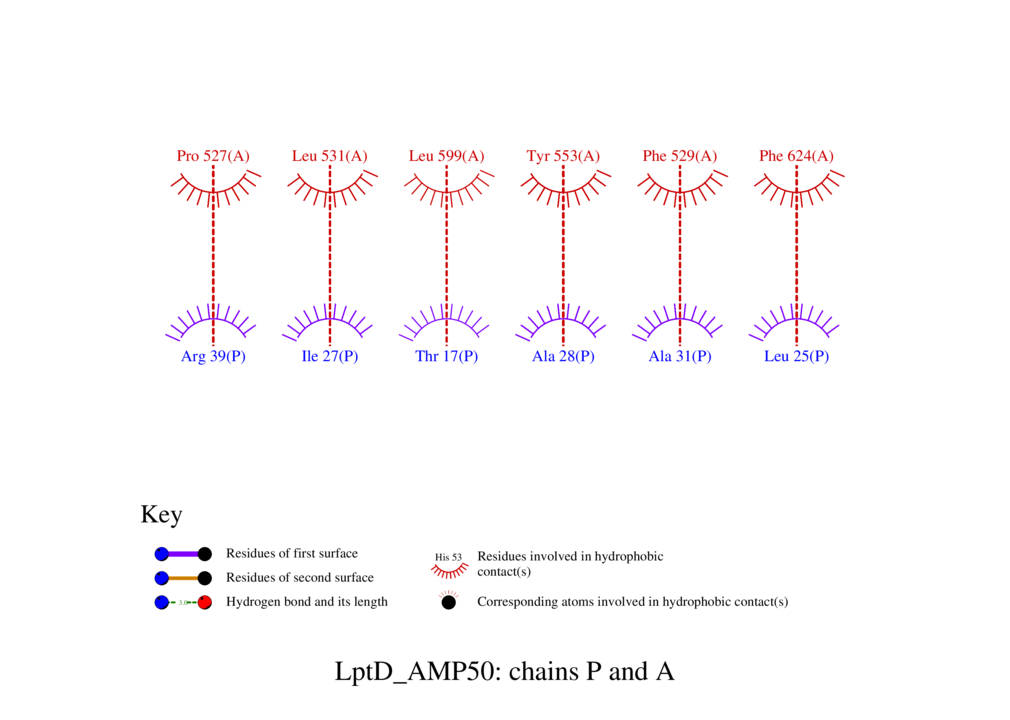 Pro 527(A) Leu 531(A) Leu 599(A) Tyr 553(A) Phe 529(A) Phe 624(A)
Arg 39(P) Ile 27(P) Thr 17(P) Ala 28(P) Ala 31(P) Leu 25(P)
Key
Residues of first surface
Residues of second surface
3.0
Hydrogen bond and its length
His 53
Residues involved in hydrophobic
contact(s)
Corresponding atoms involved in hydrophobic contact(s)
LptD_AMP50: chains P and A